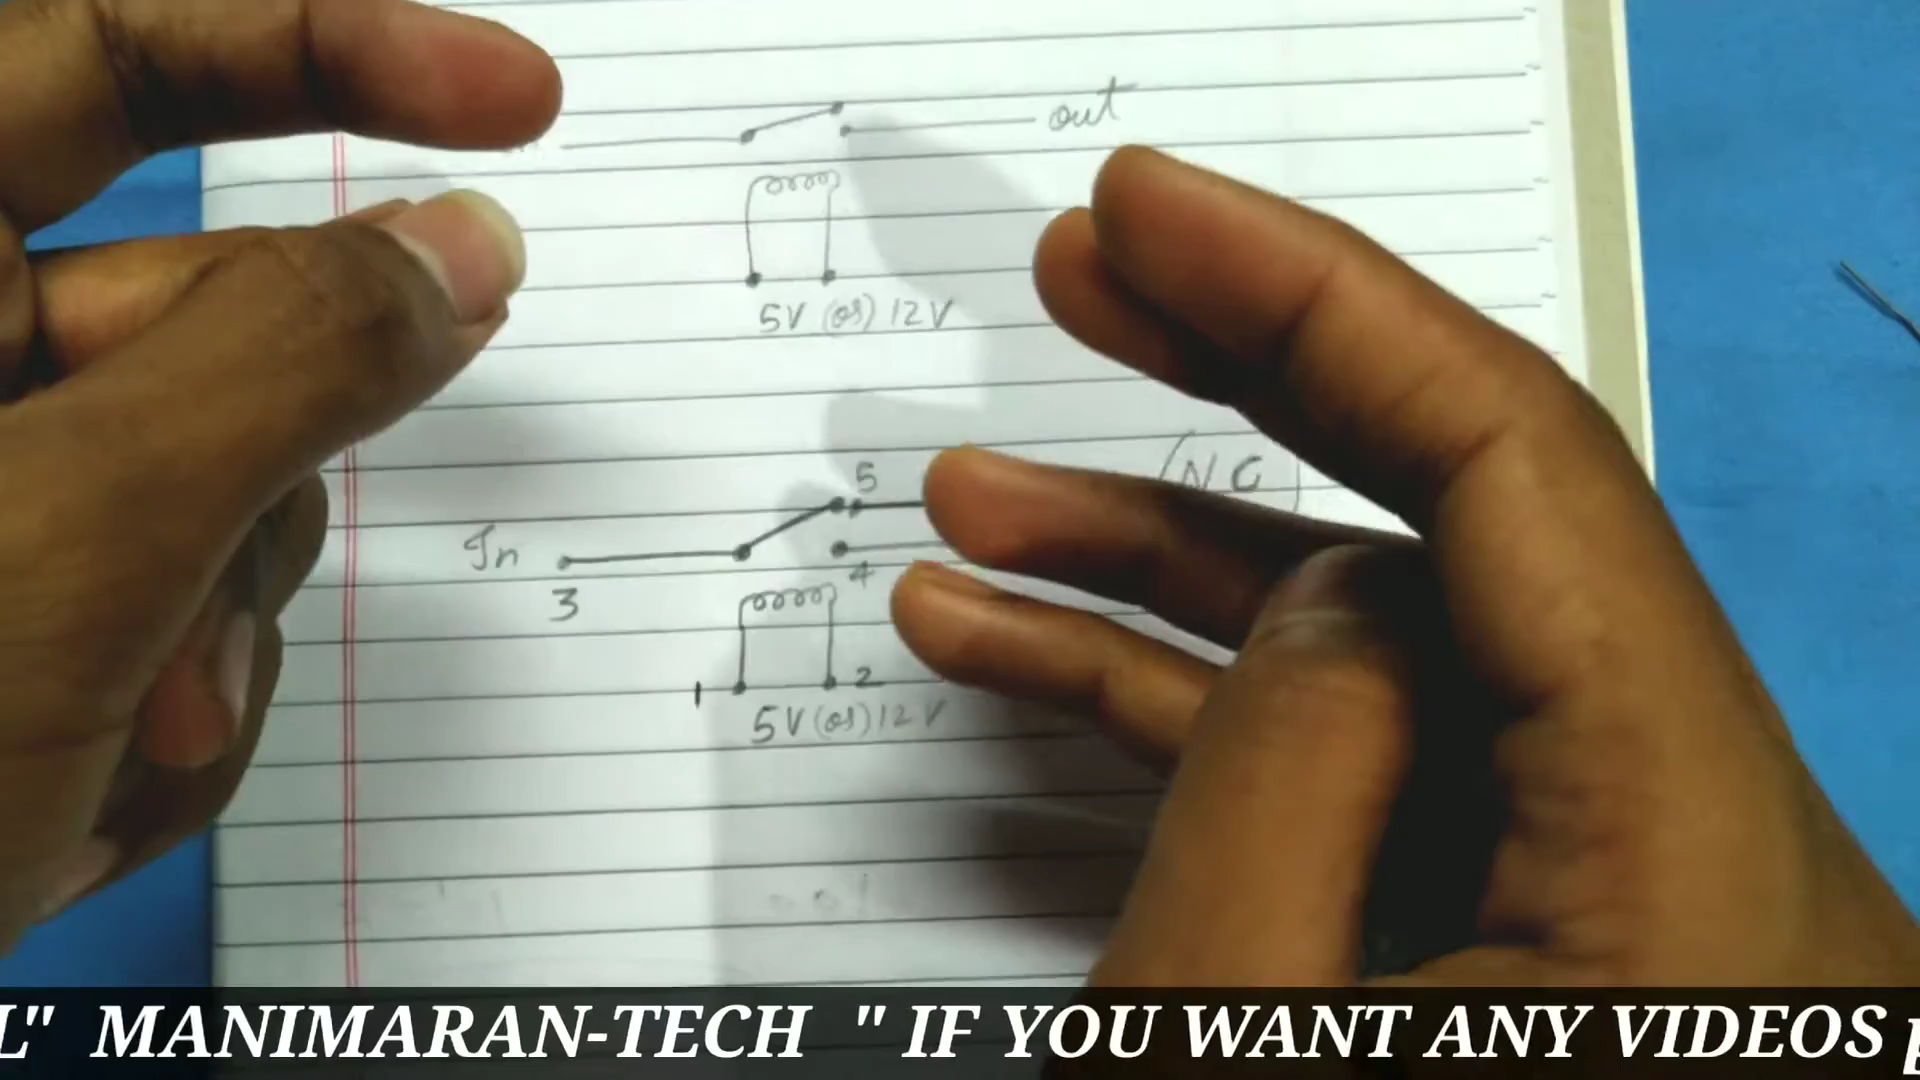 out
5V (or) 12V
5
(NC)
In
4
3
1
2
5V (or) 12V
L" MANIMARAN-TECH " IF YOU WANT ANY VIDEOS